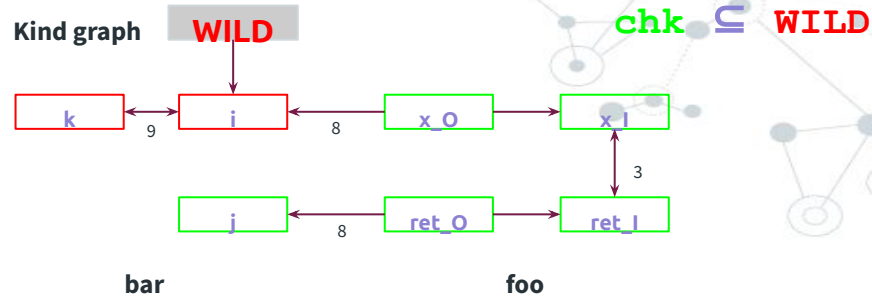 Kind graph
WILD
chk ⊆ WILD
k
9
i
8
x_O
x_I
3
j
8
ret_O
ret_I
bar
foo